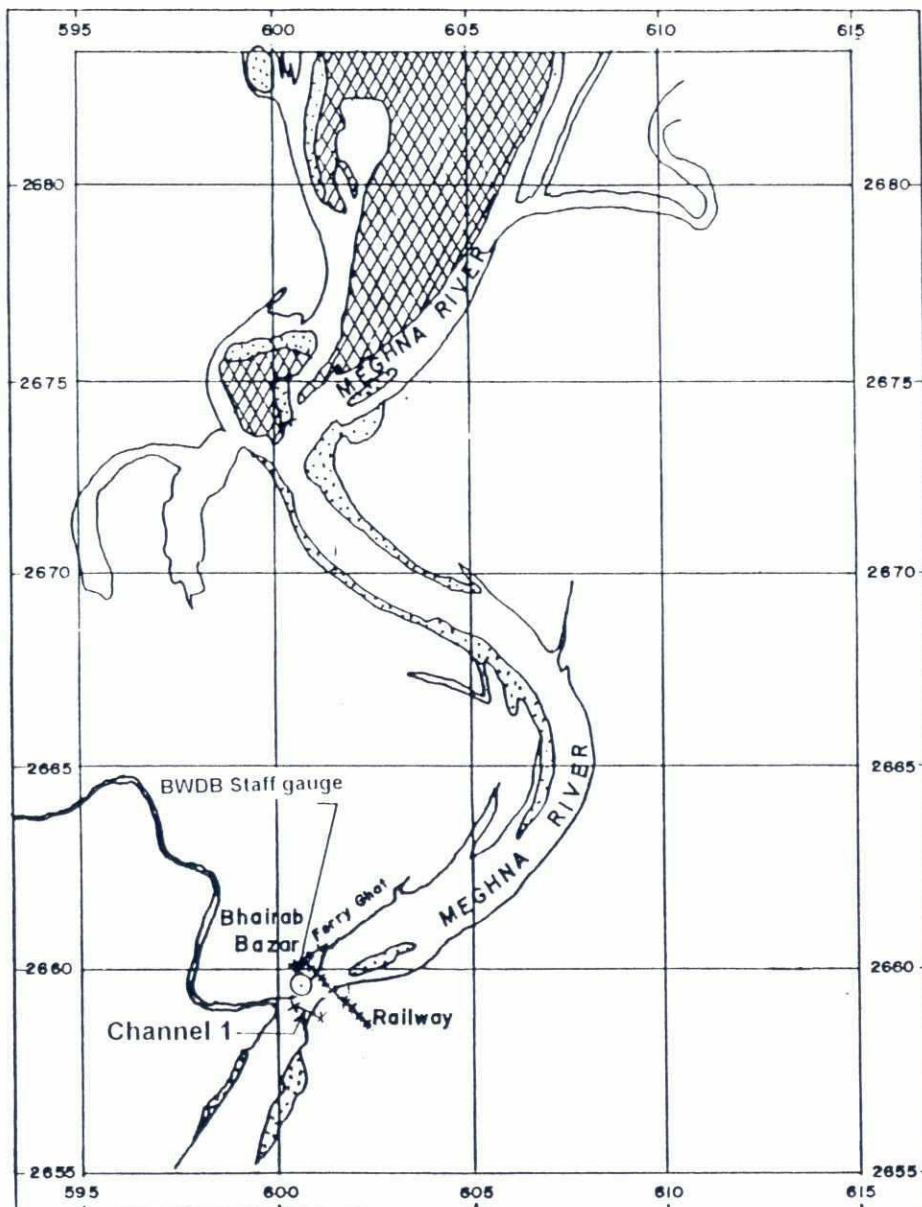 595 600 605 610 615
2680 2680
MEGHNA RIVER
2675 2675
2670 2670
2665 2665
BWDB Staff gauge
MEGHNA RIVER
Bhairab
Bazar
Ferry Ghat
2660 2660
Railway
Channel 1
2655 2655
595 600 605 610 615